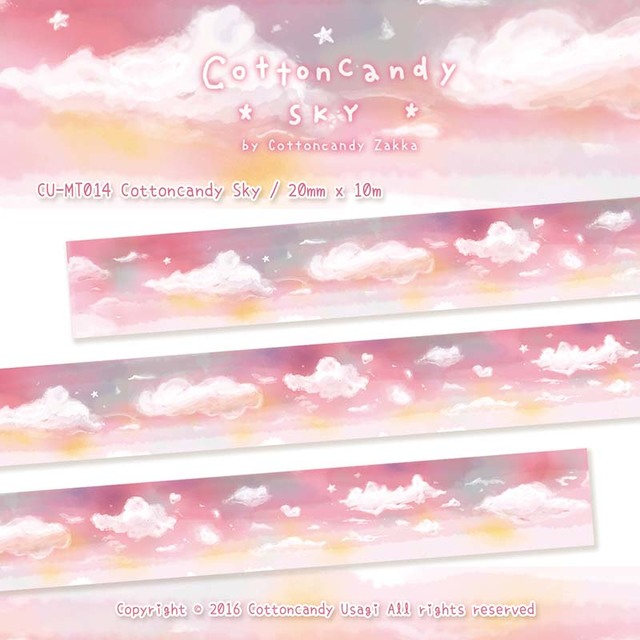 Cottoncandy
* SKY *
by Cottoncandy Zakka
CU-MT014 Cottoncandy Sky / 20mm x 10m
Copyright © 2016 Cottoncandy Usagi All rights reserved